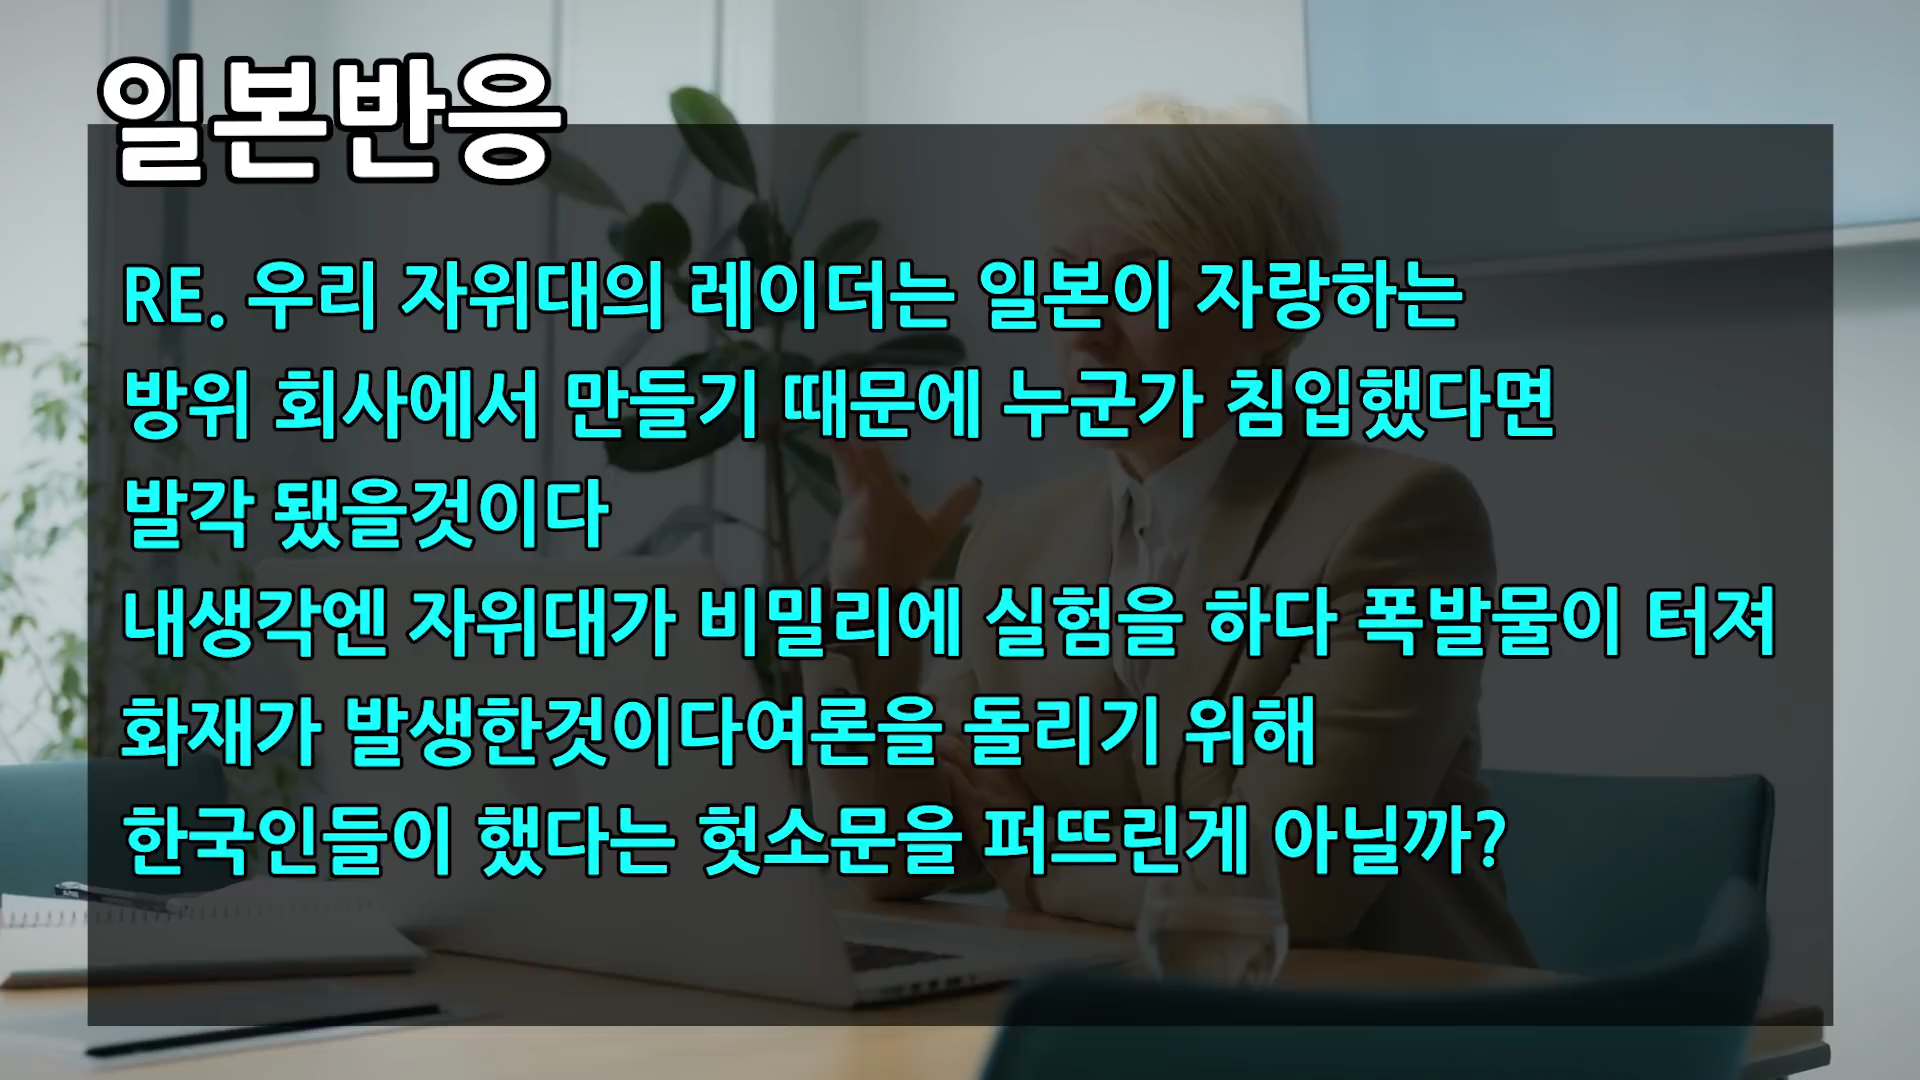 일본반응
RE. 우리 자위대의 레이더는 일본이 자랑하는
방위 회사에서 만들기 때문에 누군가 침입했다면
발각 됐을것이다
내생각엔 자위대가 비밀리에 실험을 하다 폭발물이 터져
화재가 발생한것이다여론을 돌리기 위해
한국인들이 했다는 헛소문을 퍼뜨린게 아닐까?